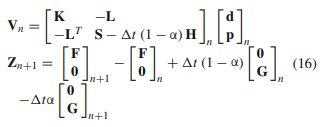 V_n = [ K −L ; −L^T S − Δt (1 − α) H ]_n [ d ; p ]_n
Z_{n+1} = [ F ; 0 ]_{n+1} − [ F ; 0 ]_n + Δt (1 − α) [ 0 ; G ]_n (16)
−Δtα [ 0 ; G ]_{n+1}